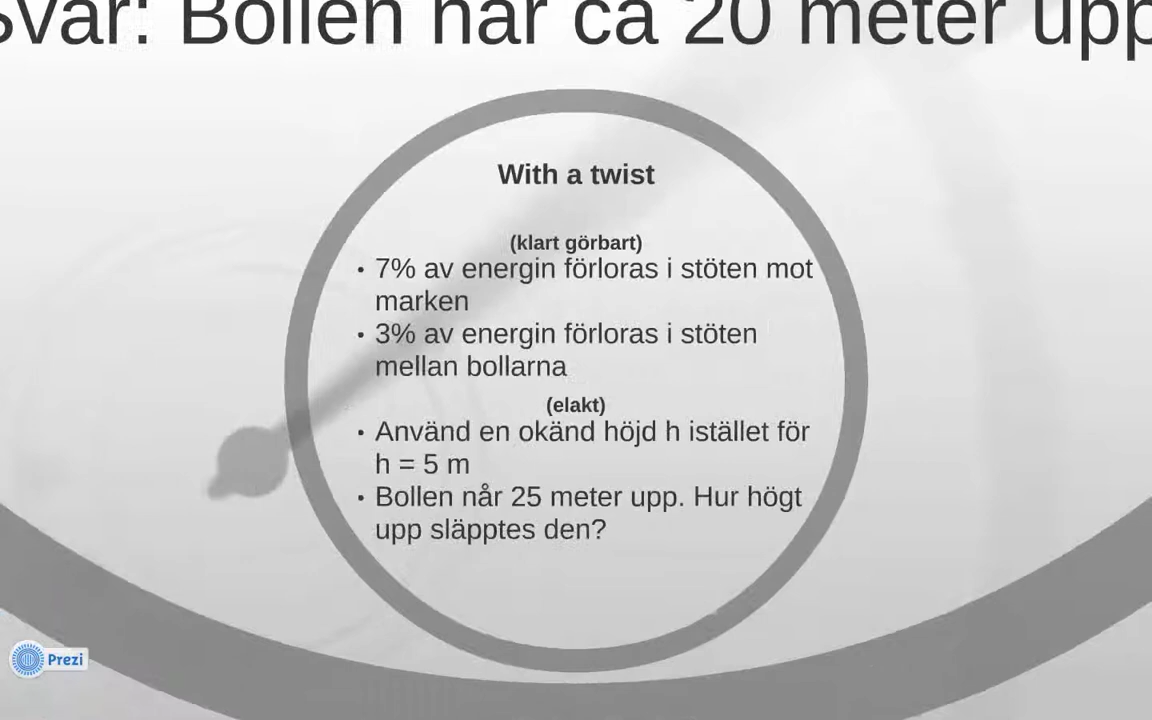 Svar: Bollen når ca 20 meter upp
With a twist
(klart görbart)
• 7% av energin förloras i stöten mot
marken
• 3% av energin förloras i stöten
mellan bollarna
(elakt)
• Använd en okänd höjd h istället för
h = 5 m
• Bollen når 25 meter upp. Hur högt
upp släpptes den?
Prezi